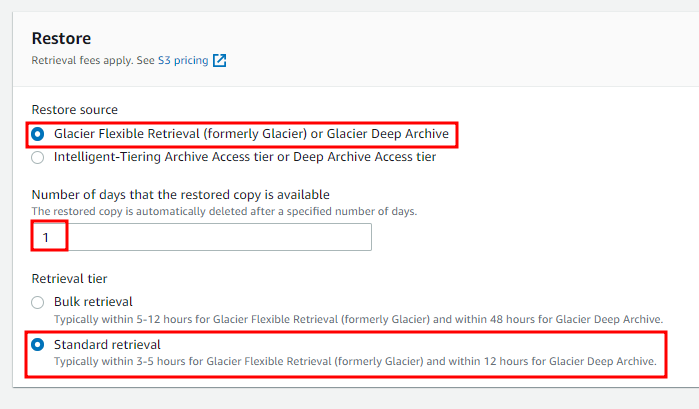 Restore
Retrieval fees apply. See S3 pricing
Restore source
Glacier Flexible Retrieval (formerly Glacier) or Glacier Deep Archive
Intelligent-Tiering Archive Access tier or Deep Archive Access tier
Number of days that the restored copy is available
The restored copy is automatically deleted after a specified number of days.
1
Retrieval tier
Bulk retrieval
Typically within 5-12 hours for Glacier Flexible Retrieval (formerly Glacier) and within 48 hours for Glacier Deep Archive.
Standard retrieval
Typically within 3-5 hours for Glacier Flexible Retrieval (formerly Glacier) and within 12 hours for Glacier Deep Archive.